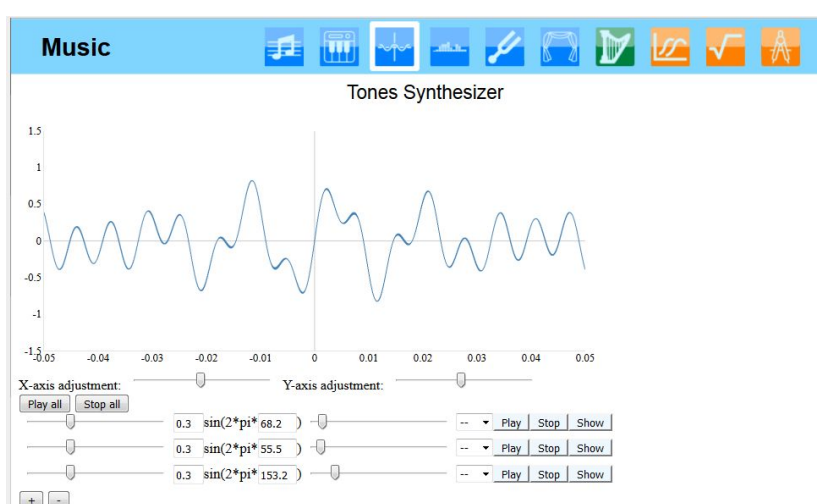 Music
Tones Synthesizer
1.5
1
0.5
0
-0.5
-1
-1.5
-0.05 -0.04 -0.03 -0.02 -0.01 0 0.01 0.02 0.03 0.04 0.05
X-axis adjustment: Y-axis adjustment:
Play all Stop all
0.3 sin(2*pi* 68.2 ) -- Play Stop Show
0.3 sin(2*pi* 55.5 ) -- Play Stop Show
0.3 sin(2*pi* 153.2 ) -- Play Stop Show
+ -